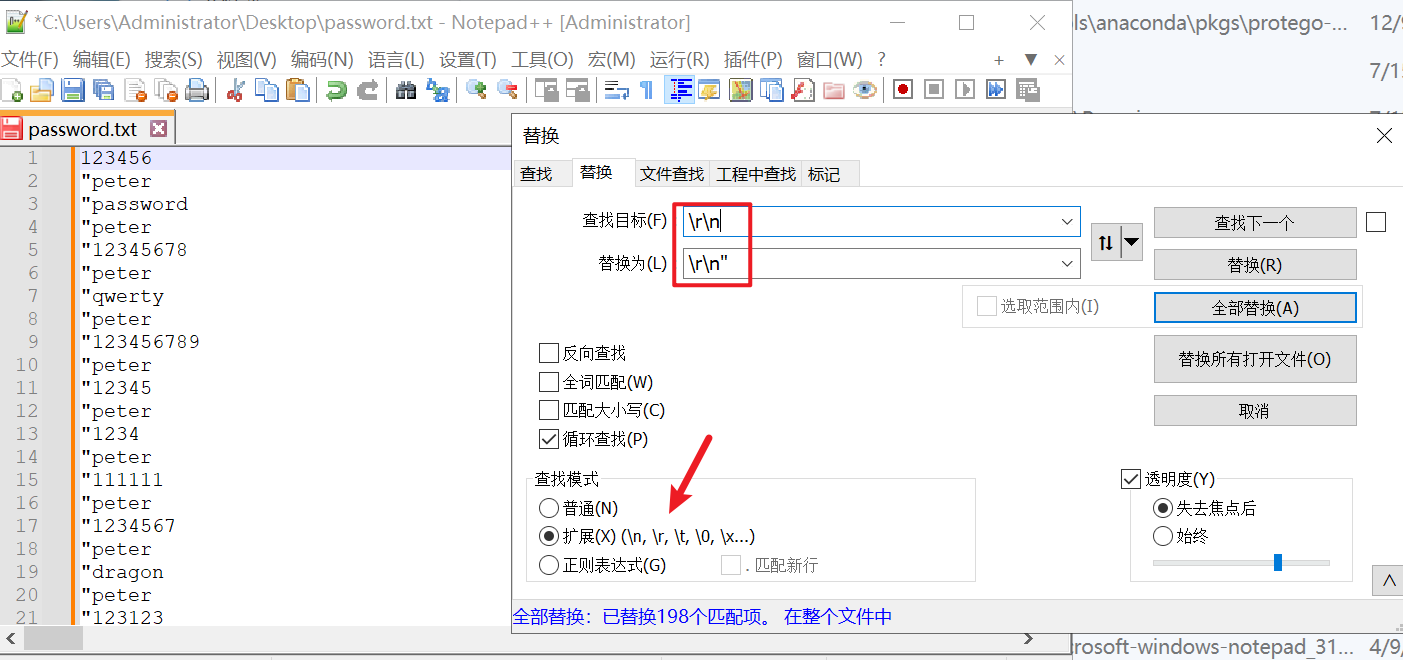 *C:\Users\Administrator\Desktop\password.txt - Notepad++ [Administrator]
ls\anaconda\pkgs\protego-...
文件(F) 编辑(E) 搜索(S) 视图(V) 编码(N) 语言(L) 设置(T) 工具(O) 宏(M) 运行(R) 插件(P) 窗口(W) ?
password.txt
1 123456
2 "peter
3 "password
4 "peter
5 "12345678
6 "peter
7 "qwerty
8 "peter
9 "123456789
10 "peter
11 "12345
12 "peter
13 "1234
14 "peter
15 "111111
16 "peter
17 "1234567
18 "peter
19 "dragon
20 "peter
21 "123123
替换
查找 替换 文件查找 工程中查找 标记
查找目标(F) \r\n
查找下一个
替换为(L) \r\n"
替换(R)
选取范围内(I)
全部替换(A)
替换所有打开文件(O)
取消
反向查找
全词匹配(W)
匹配大小写(C)
循环查找(P)
查找模式
普通(N)
扩展(X) (\n, \r, \t, \0, \x...)
正则表达式(G)
. 匹配新行
透明度(Y)
失去焦点后
始终
全部替换: 已替换198个匹配项。 在整个文件中
crosoft-windows-notepad_31...